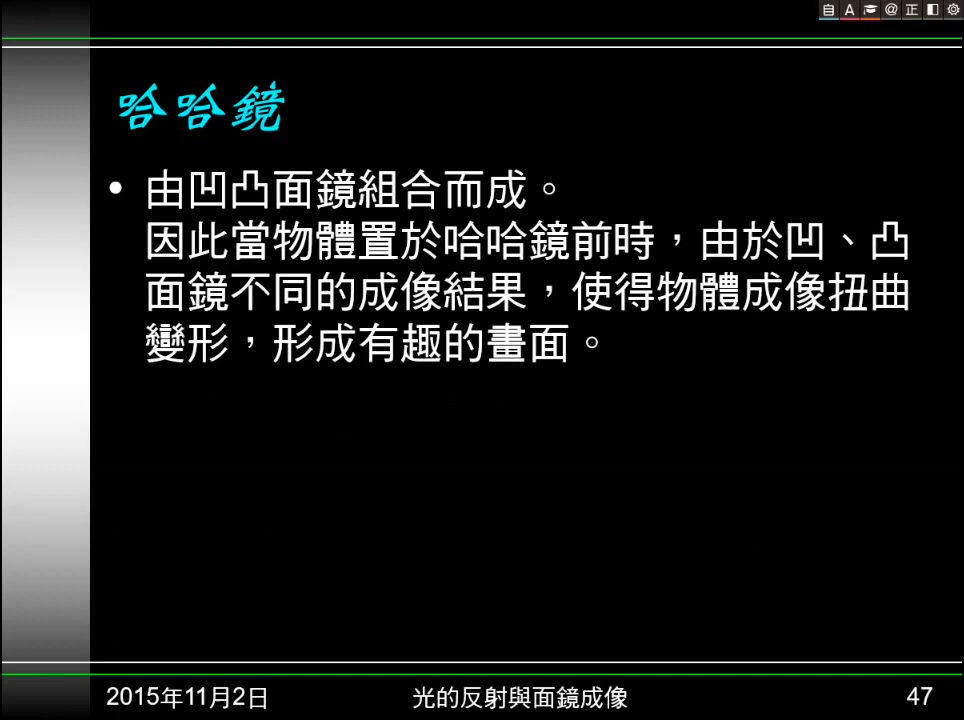 自 A @ 正
哈哈鏡
• 由凹凸面鏡組合而成。
因此當物體置於哈哈鏡前時，由於凹、凸
面鏡不同的成像結果，使得物體成像扭曲
變形，形成有趣的畫面。
2015年11月2日 光的反射與面鏡成像 47